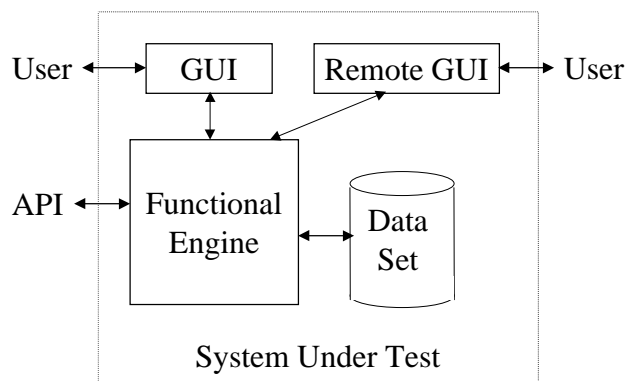 User
GUI
Remote GUI
User
API
Functional
Engine
Data
Set
System Under Test